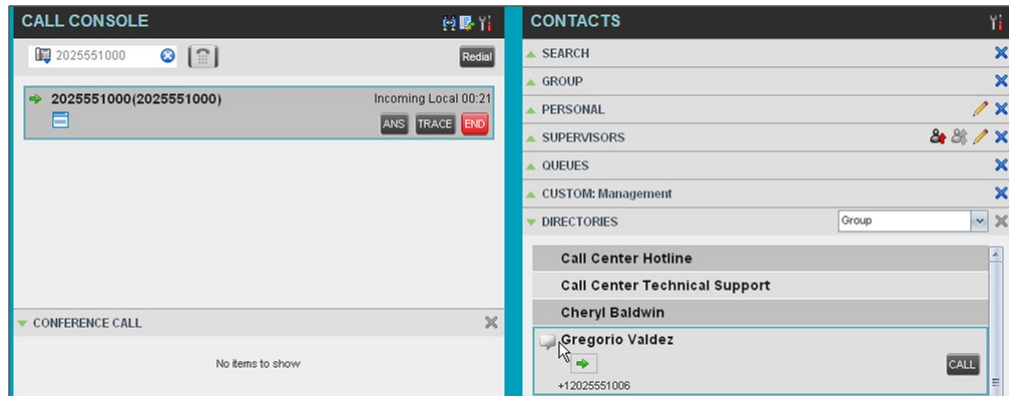 CALL CONSOLE
2025551000
Redial
2025551000(2025551000)
Incoming Local 00:21
ANS TRACE END
CONFERENCE CALL
No items to show
CONTACTS
SEARCH
GROUP
PERSONAL
SUPERVISORS
QUEUES
CUSTOM: Management
DIRECTORIES Group
Call Center Hotline
Call Center Technical Support
Cheryl Baldwin
Gregorio Valdez
CALL
+12025551006